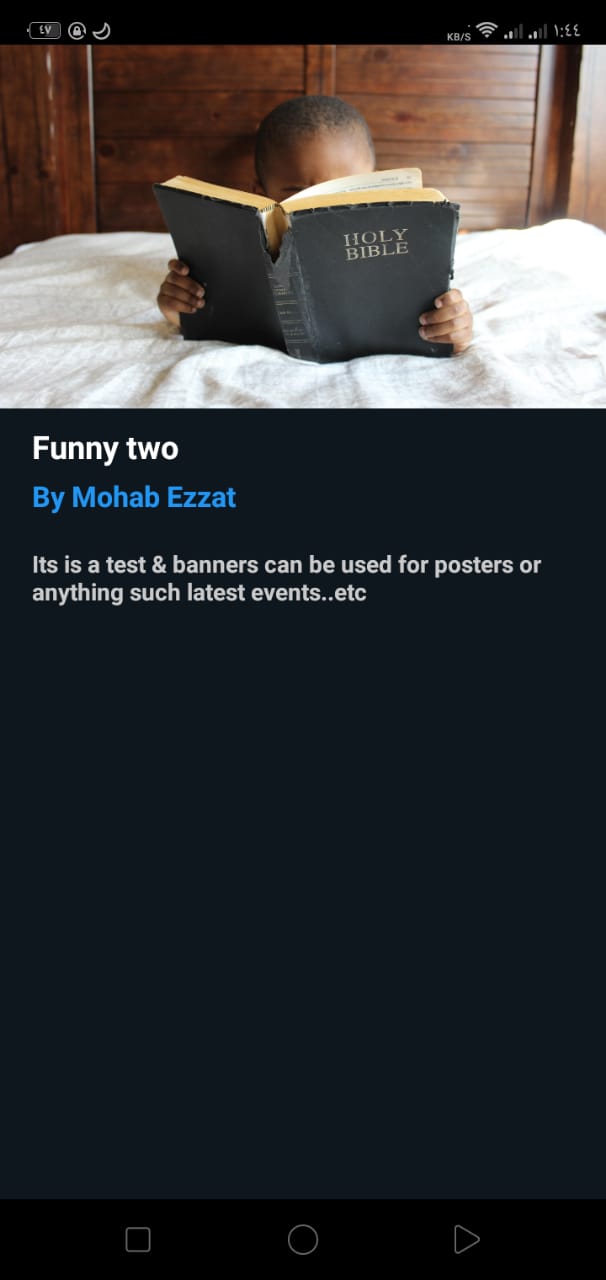 ٤٧
KB/S
١:٤٤
HOLY
BIBLE
Funny two
By Mohab Ezzat
Its is a test & banners can be used for posters or
anything such latest events..etc